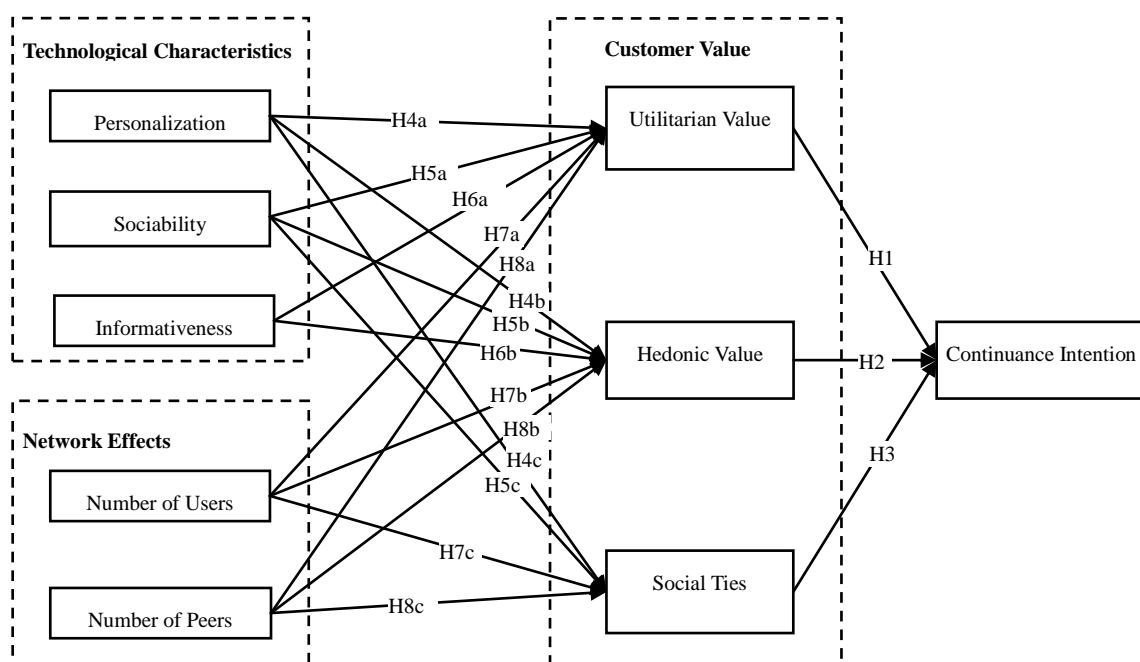 Technological Characteristics
Personalization
Sociability
Informativeness
Network Effects
Number of Users
Number of Peers
H4a
H5a
H6a
H7a
H8a
H4b
H5b
H6b
H7b
H8b
H4c
H5c
H7c
H8c
Customer Value
Utilitarian Value
Hedonic Value
Social Ties
H1
H2
H3
Continuance Intention